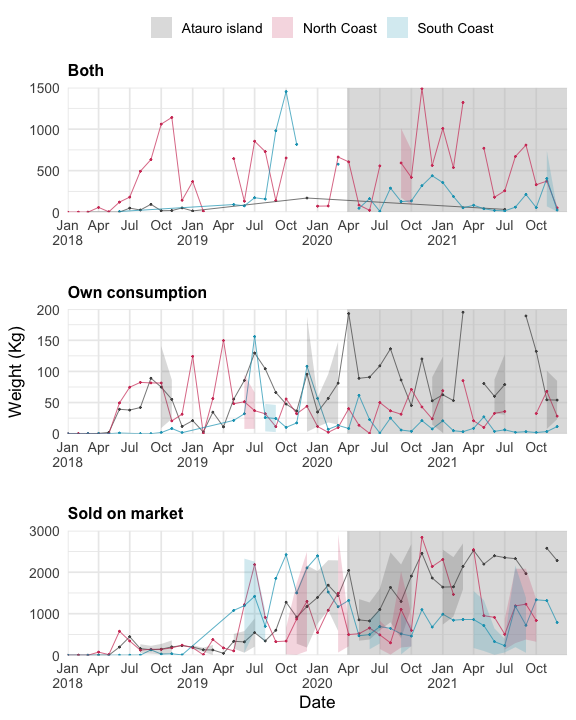 Atauro island North Coast South Coast
Both
1500
1000
500
0
Jan Apr Jul Oct Jan Apr Jul Oct Jan Apr Jul Oct Jan Apr Jul Oct
2018 2019 2020 2021
Own consumption
200
150
100
50
0
Jan Apr Jul Oct Jan Apr Jul Oct Jan Apr Jul Oct Jan Apr Jul Oct
2018 2019 2020 2021
Weight (Kg)
Sold on market
3000
2000
1000
0
Jan Apr Jul Oct Jan Apr Jul Oct Jan Apr Jul Oct Jan Apr Jul Oct
2018 2019 2020 2021
Date